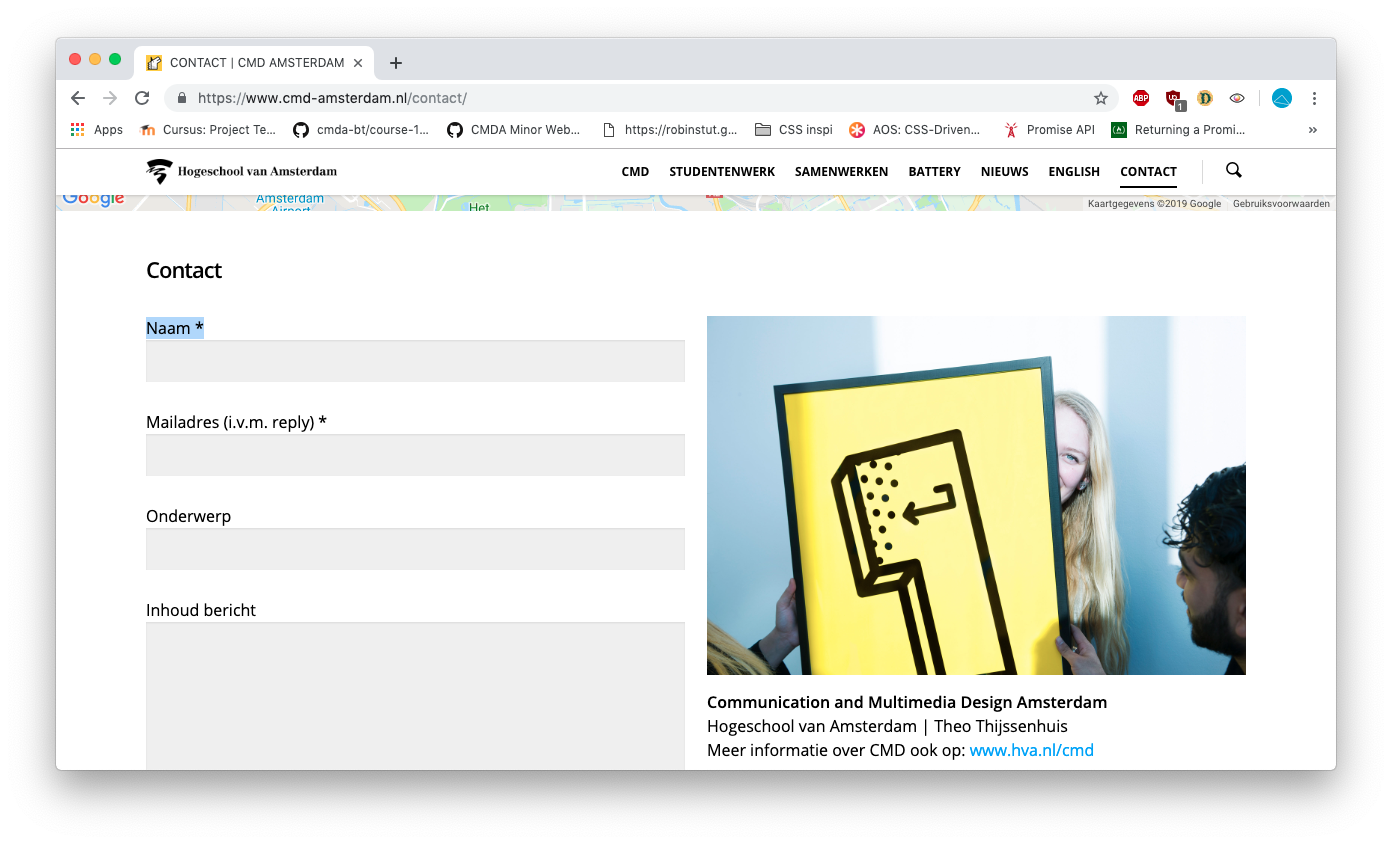 CONTACT | CMD AMSTERDAM
https://www.cmd-amsterdam.nl/contact/
ABP
1
Apps
Cursus: Project Te...
cmda-bt/course-1...
CMDA Minor Web...
https://robinstut.g...
CSS inspi
AOS: CSS-Driven...
Promise API
Returning a Promi...
»
Hogeschool van Amsterdam
CMD
STUDENTENWERK
SAMENWERKEN
BATTERY
NIEUWS
ENGLISH
CONTACT
Google
Amsterdam
Airport
Het
Kaartgegevens ©2019 Google
Gebruiksvoorwaarden
Contact
Naam *
Mailadres (i.v.m. reply) *
Onderwerp
Inhoud bericht
Communication and Multimedia Design Amsterdam
Hogeschool van Amsterdam | Theo Thijssenhuis
Meer informatie over CMD ook op: www.hva.nl/cmd